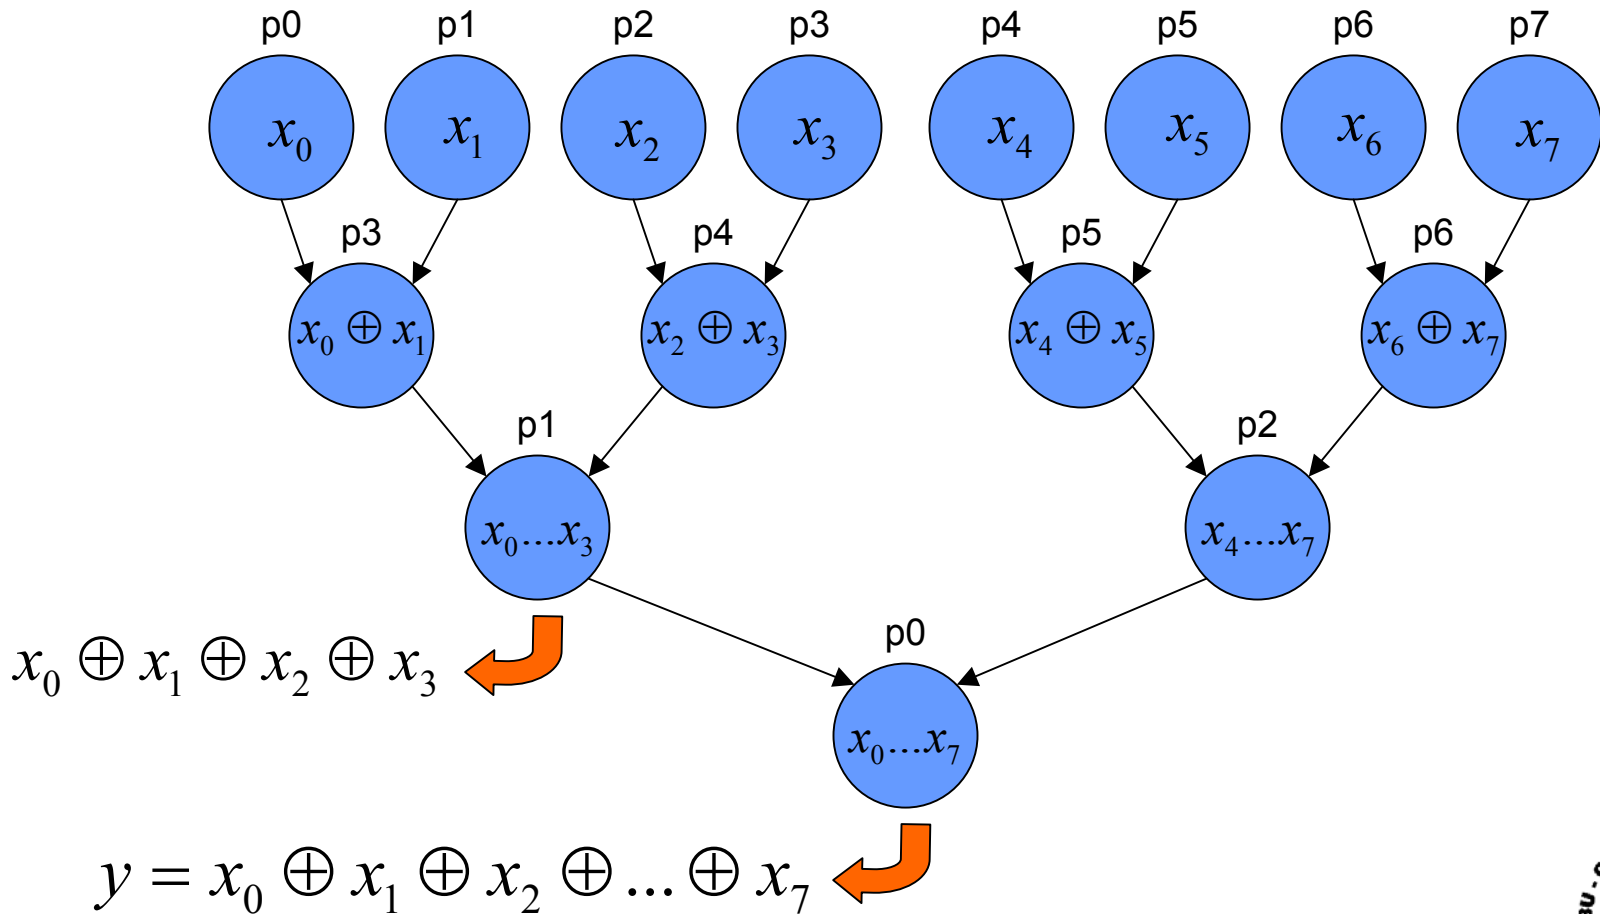 p0 p1 p2 p3 p4 p5 p6 p7
x₀ x₁ x₂ x₃ x₄ x₅ x₆ x₇
p3 p4 p5 p6
x₀ ⊕ x₁ x₂ ⊕ x₃ x₄ ⊕ x₅ x₆ ⊕ x₇
p1 p2
x₀...x₃ x₄...x₇
p0
x₀ ⊕ x₁ ⊕ x₂ ⊕ x₃
x₀...x₇
y = x₀ ⊕ x₁ ⊕ x₂ ⊕ ... ⊕ x₇